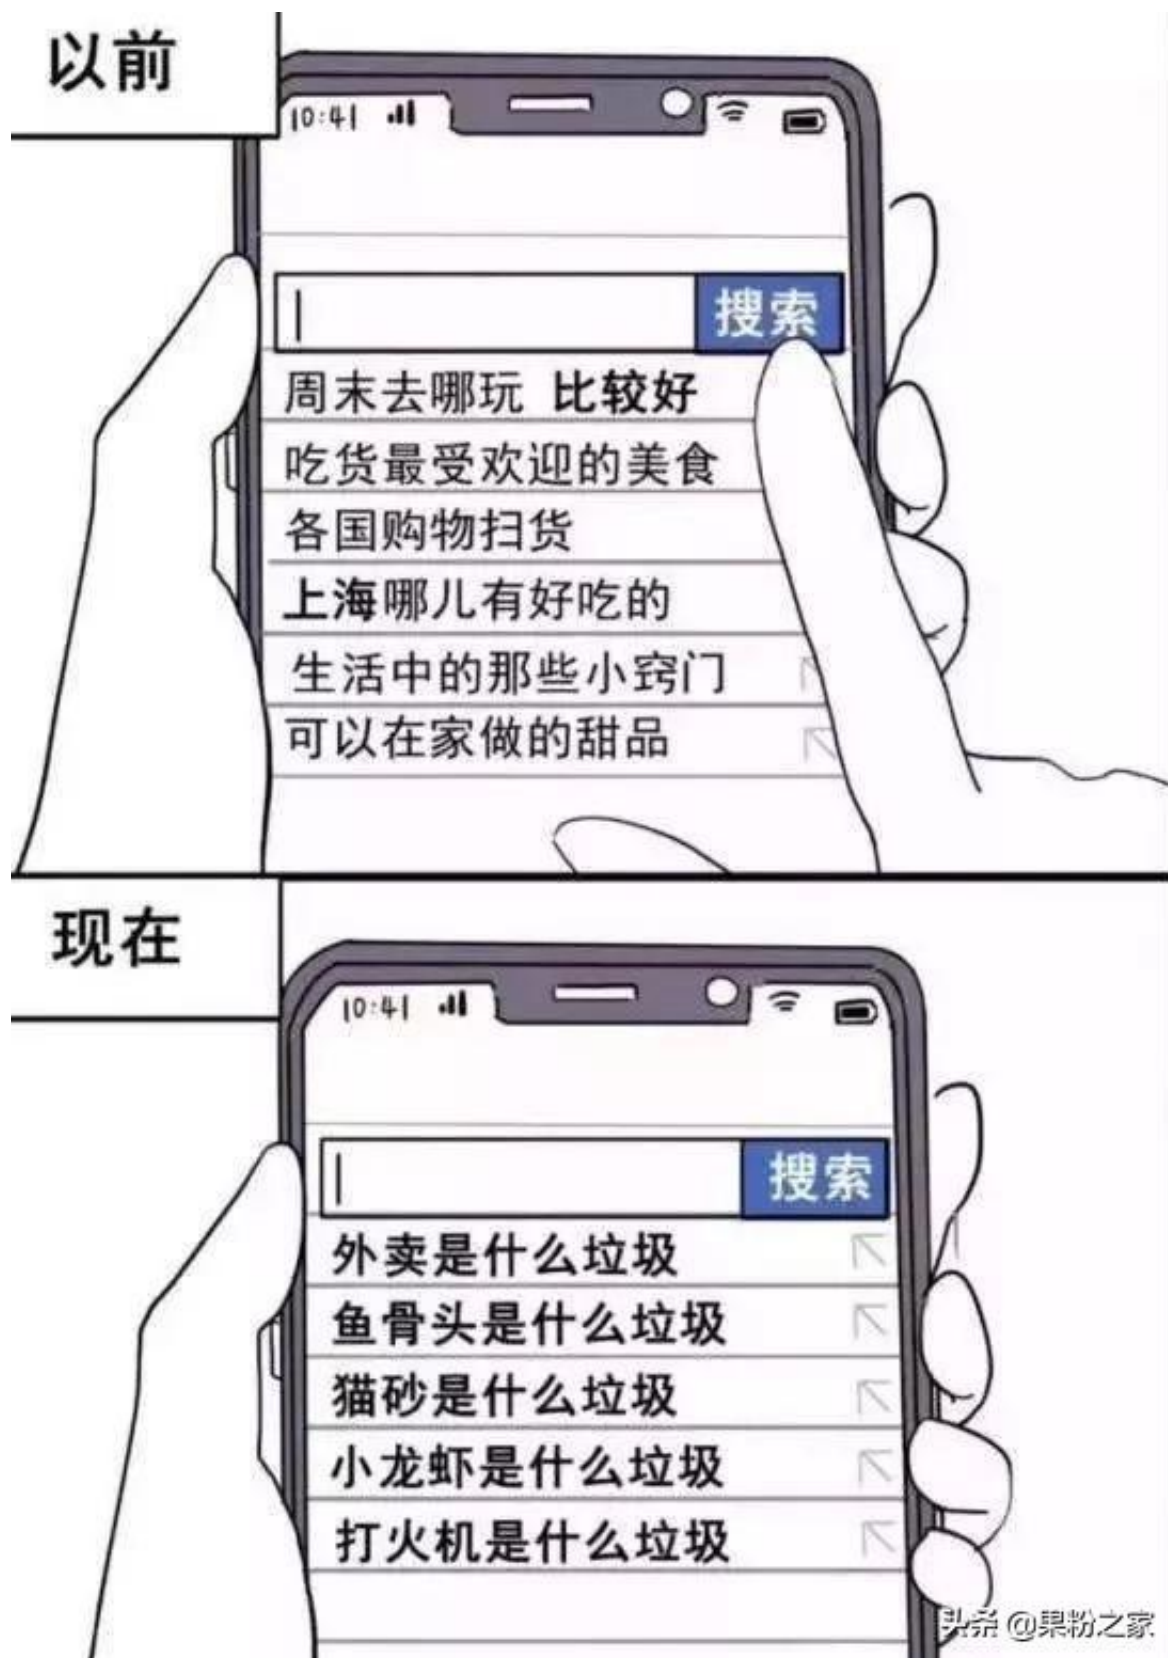 以前
10:41
搜索
周末去哪玩 比较好
吃货最受欢迎的美食
各国购物扫货
上海哪儿有好吃的
生活中的那些小窍门
可以在家做的甜品
现在
10:41
搜索
外卖是什么垃圾
鱼骨头是什么垃圾
猫砂是什么垃圾
小龙虾是什么垃圾
打火机是什么垃圾
头条 @果粉之家